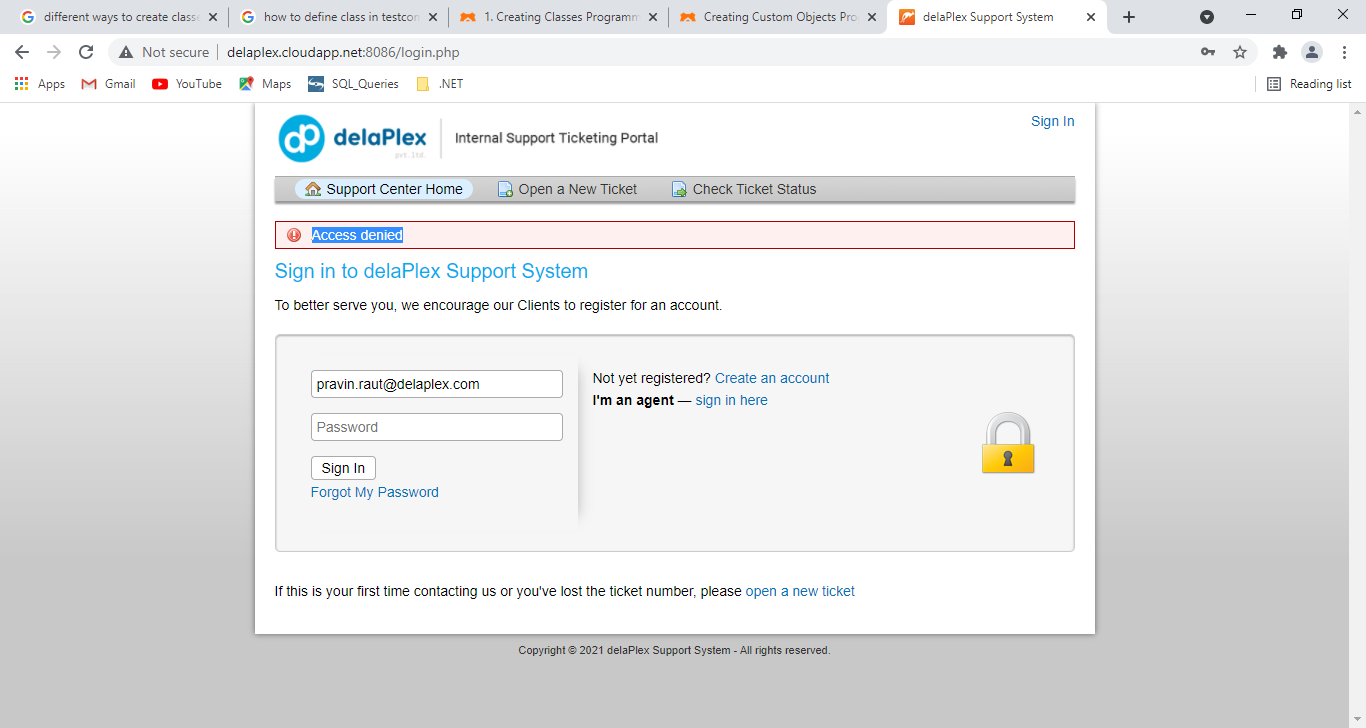 different ways to create classe
how to define class in testcom
1. Creating Classes Programm
Creating Custom Objects Pro
delaPlex Support System
Not secure
delaplex.cloudapp.net:8086/login.php
Apps
Gmail
YouTube
Maps
SQL_Queries
.NET
Reading list
dp
delaPlex
pvt.ltd.
Internal Support Ticketing Portal
Sign In
Support Center Home
Open a New Ticket
Check Ticket Status
Access denied
Sign in to delaPlex Support System
To better serve you, we encourage our Clients to register for an account.
pravin.raut@delaplex.com
Password
Sign In
Forgot My Password
Not yet registered? Create an account
I'm an agent — sign in here
If this is your first time contacting us or you've lost the ticket number, please open a new ticket
Copyright © 2021 delaPlex Support System - All rights reserved.